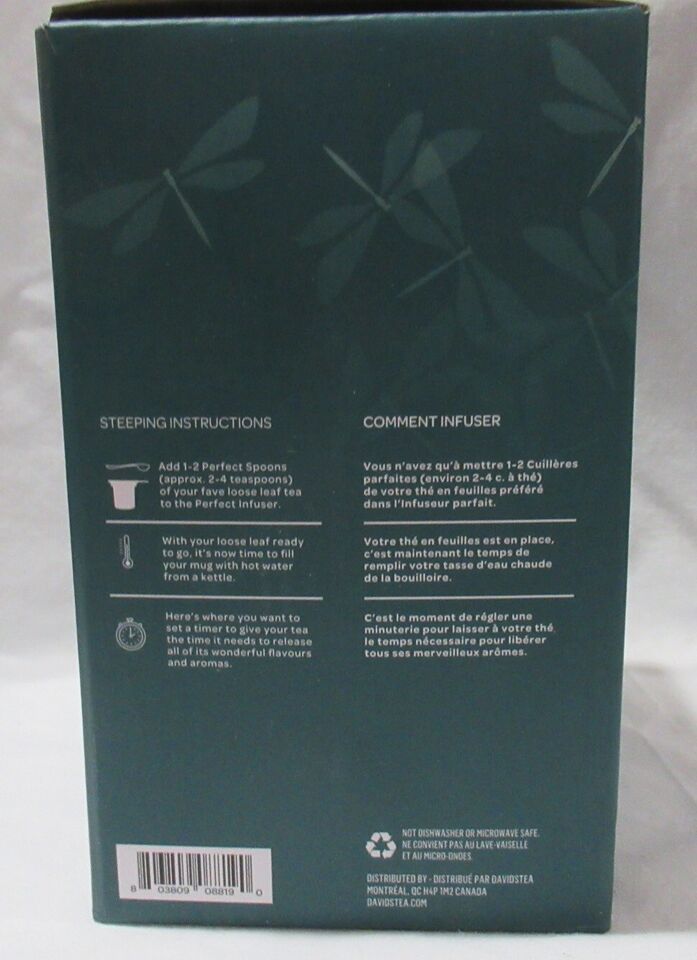 STEEPING INSTRUCTIONS
Add 1-2 Perfect Spoons
(approx. 2-4 teaspoons)
of your fave loose leaf tea
to the Perfect Infuser.
With your loose leaf ready
to go, it's now time to fill
your mug with hot water
from a kettle.
Here's where you want to
set a timer to give your tea
the time it needs to release
all of its wonderful flavours
and aromas.
COMMENT INFUSER
Vous n'avez qu'à mettre 1-2 Cuillères
parfaites (environ 2-4 c. à thé)
de votre thé en feuilles préféré
dans l'Infuseur parfait.
Votre thé en feuilles est en place,
c'est maintenant le temps de
remplir votre tasse d'eau chaude
de la bouilloire.
C'est le moment de régler une
minuterie pour laisser à votre thé
le temps nécessaire pour libérer
tous ses merveilleux arômes.
8 03809 08819 0
NOT DISHWASHER OR MICROWAVE SAFE.
NE CONVIENT PAS AU LAVE-VAISELLE
ET AU MICRO-ONDES.
DISTRIBUTED BY - DISTRIBUÉ PAR DAVIDSTEA
MONTRÉAL, QC H4P 1M2 CANADA
DAVIDSTEA.COM